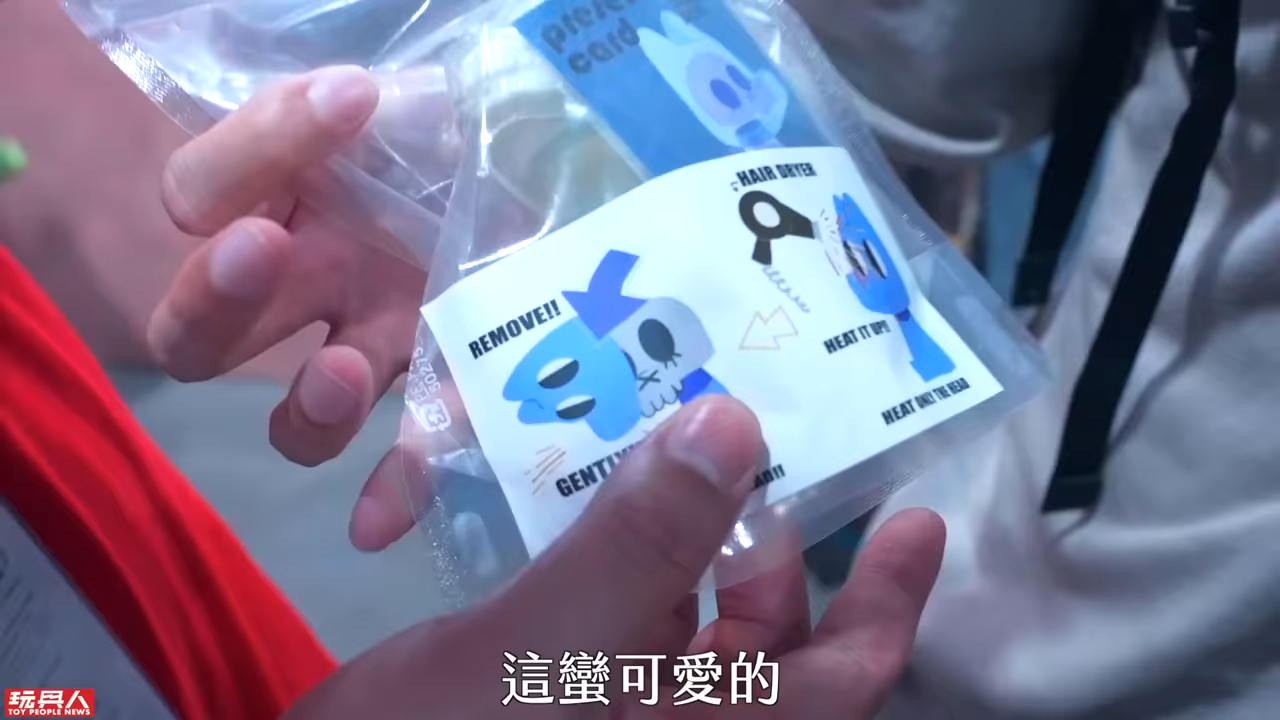 card
HAIR DRYER
REMOVE!!
HEAT IT UP!!
HEAT ONLY THE HEAD
50275
這蠻可愛的
玩具人
TOY PEOPLE NEWS